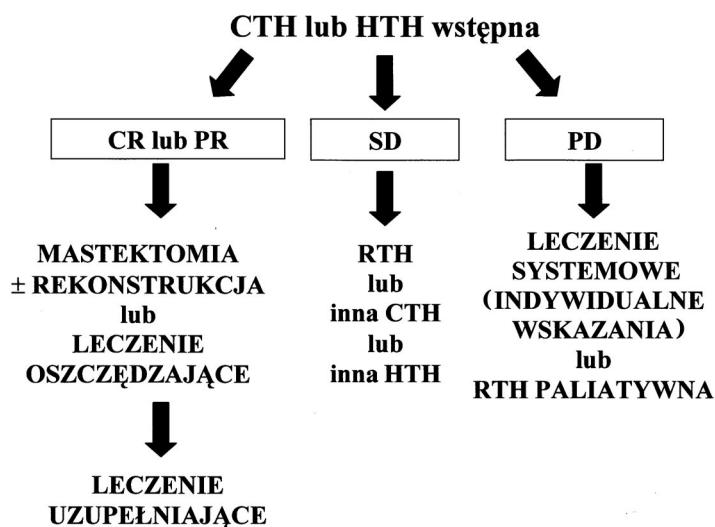 CTH lub HTH wstępna
CR lub PR
SD
PD
MASTEKTOMIA
± REKONSTRUKCJA
lub
LECZENIE
OSZCZĘDZAJĄCE
RTH
lub
inna CTH
lub
inna HTH
LECZENIE
SYSTEMOWE
(INDYWIDUALNE
WSKAZANIA)
lub
RTH PALIATYWNA
LECZENIE
UZUPEŁNIAJĄCE